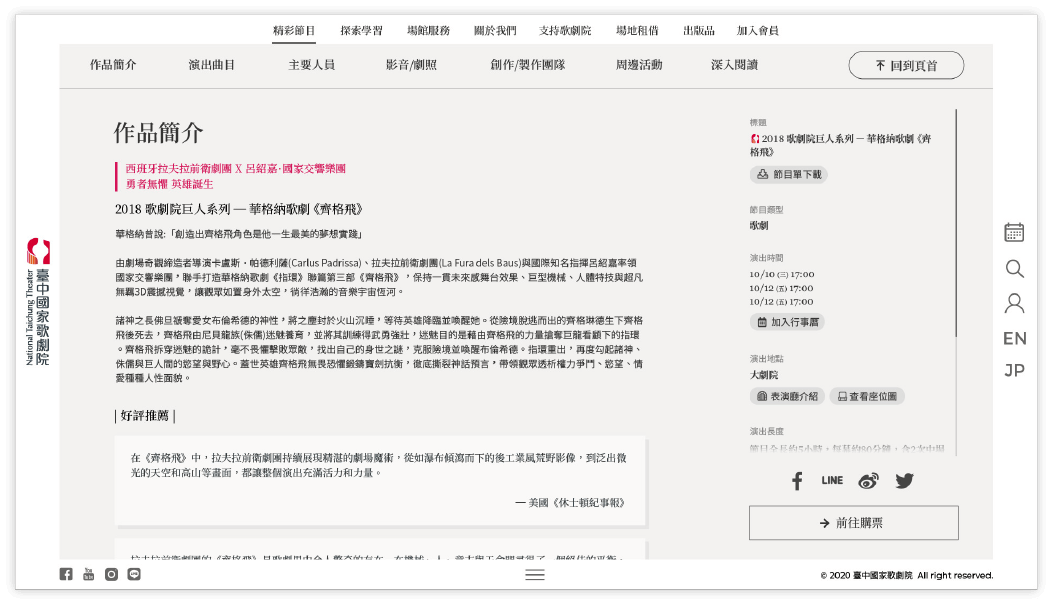 精彩節目 探索學習 場館服務 關於我們 支持歌劇院 場地租借 出版品 加入會員
作品簡介 演出曲目 主要人員 影音/劇照 創作/製作團隊 周邊活動 深入閱讀 回到頁首
作品簡介
西班牙拉夫拉前衛劇團 X 呂紹嘉·國家交響樂團
勇者無懼 英雄誕生
2018 歌劇院巨人系列 — 華格納歌劇《齊格飛》
華格納曾說:「創造出齊格飛角色是他一生最美的夢想實踐」
由劇場奇觀締造者導演卡盧斯・帕德利薩(Carlus Padrissa)、拉夫拉前衛劇團(La Fura dels Baus)與國際知名指揮呂紹嘉率領
國家交響樂團，聯手打造華格納歌劇《指環》聯篇第三部《齊格飛》，保持一貫未來感舞台效果、巨型機械、人體特技與超凡
無羈3D震撼視覺，讓觀眾如置身外太空，徜徉浩瀚的音樂宇宙恆河。
諸神之長佛旦褫奪愛女布倫希德的神性，將之塵封於火山沉睡，等待英雄降臨並喚醒她。從險境脫逃而出的齊格琳德生下齊格
飛後死去，齊格飛由尼貝龍族(侏儒)迷魅養育，並將其訓練得武勇強壯，迷魅目的是藉由齊格飛的力量搶奪巨龍看顧下的指環
。齊格飛拆穿迷魅的詭計，毫不畏懼擊敗眾敵，找出自己的身世之謎，克服險境並喚醒布倫希德。指環重出，再度勾起諸神、
侏儒與巨人間的慾望與野心。蓋世英雄齊格飛無畏恐懼鍛鑄寶劍抗衡，徹底撕裂神話預言，帶領觀眾透析權力爭鬥、慾望、情
愛種種人性面貌。
| 好評推薦 |
在《齊格飛》中，拉夫拉前衛劇團持續展現精湛的劇場魔術，從如瀑布傾瀉而下的後工業風荒野影像，到泛出微
光的天空和高山等畫面，都讓整個演出充滿活力和力量。
— 美國《休士頓紀事報》
標題
2018 歌劇院巨人系列 — 華格納歌劇《齊
格飛》
節目單下載
節目類型
歌劇
演出時間
10/10 (三) 17:00
10/12 (五) 17:00
10/12 (五) 17:00
加入行事曆
演出地點
大劇院
表演廳介紹 查看座位圖
演出長度
節目全長約5小時，每幕約80分鐘，含2次中場
LINE
前往購票
臺中國家歌劇院
National Taichung Theater
EN
JP
You Tube
LINE
© 2020 臺中國家歌劇院 All right reserved.